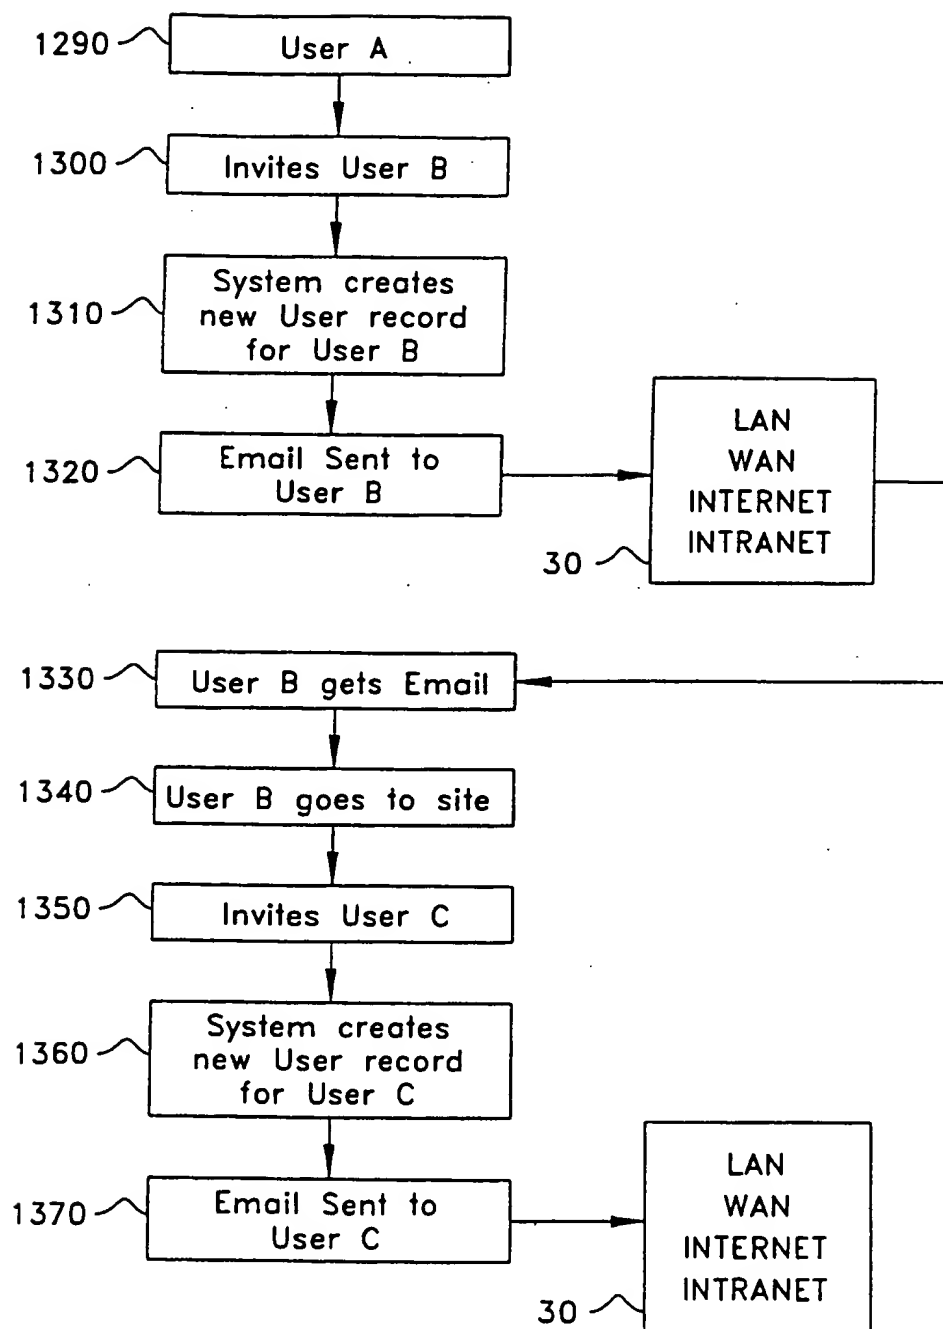 1290
User A
1300
Invites User B
1310
System creates
new User record
for User B
1320
Email Sent to
User B
LAN
WAN
INTERNET
INTRANET
30
1330
User B gets Email
1340
User B goes to site
1350
Invites User C
1360
System creates
new User record
for User C
1370
Email Sent to
User C
LAN
WAN
INTERNET
INTRANET
30